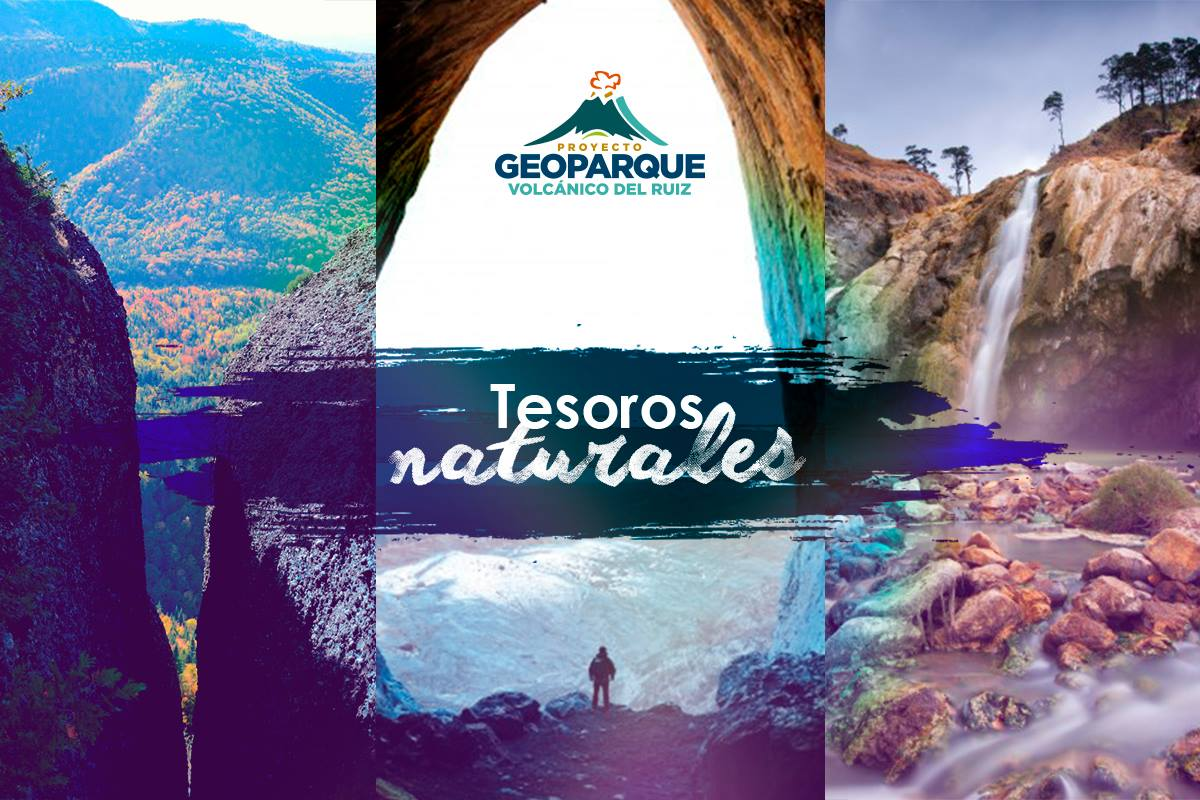 PROYECTO
GEOPARQUE
VOLCÁNICO DEL RUIZ
Tesoros
naturales